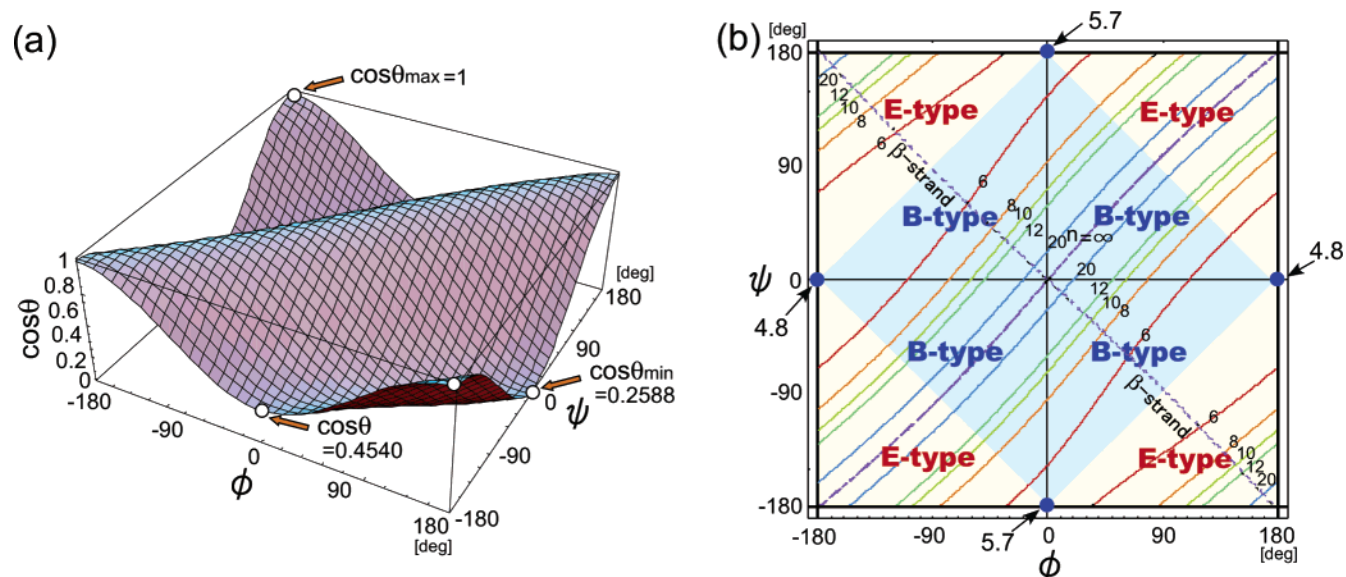 (a)
cosθmax=1
1
0.8
0.6
0.4
0.2
0
cosθ
-180
-90
0
90
180
[deg]
ϕ
cosθ
=0.4540
cosθmin
=0.2588
ψ
-180
-90
0
90
180
[deg]
(b)
[deg]
5.7
180
90
0
-90
-180
ψ
20
12
10
8
6
β-strand
E-type
E-type
6
8
10
12
20
n=∞
B-type
B-type
4.8
4.8
20
12
10
8
6
B-type
B-type
β-strand
6
8
10
12
20
E-type
E-type
5.7
-180
-90
0
90
180
[deg]
ϕ